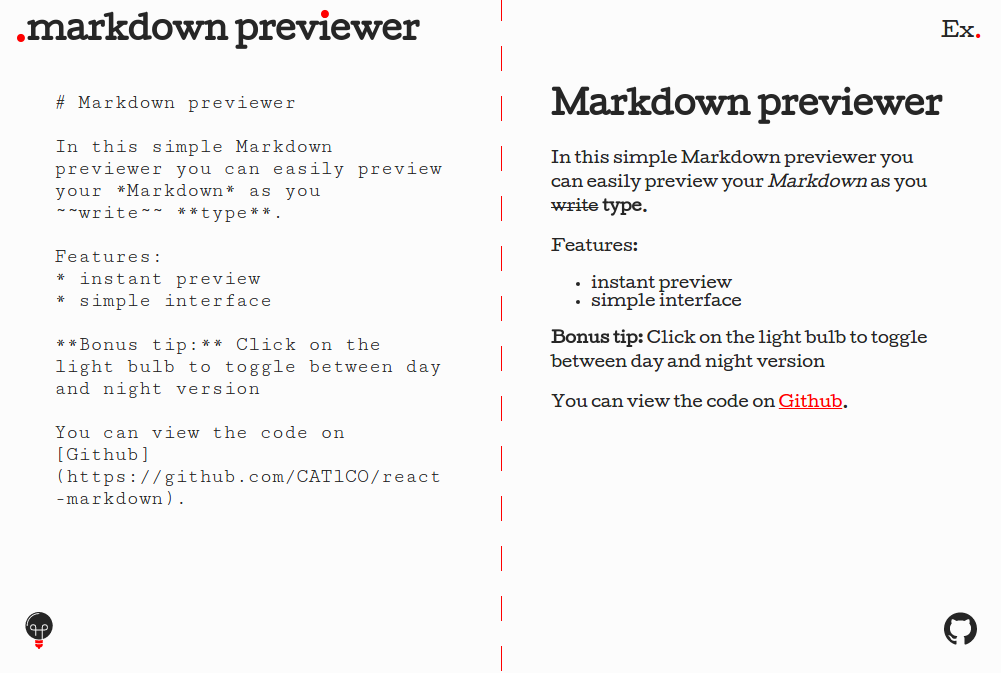 .markdown previewer
Ex.
# Markdown previewer
In this simple Markdown
previewer you can easily preview
your *Markdown* as you
~~write~~ **type**.
Features:
* instant preview
* simple interface
**Bonus tip:** Click on the
light bulb to toggle between day
and night version
You can view the code on
[Github]
(https://github.com/CAT1CO/react
-markdown).
Markdown previewer
In this simple Markdown previewer you
can easily preview your Markdown as you
write type.
Features:
instant preview
simple interface
Bonus tip: Click on the light bulb to toggle
between day and night version
You can view the code on Github.